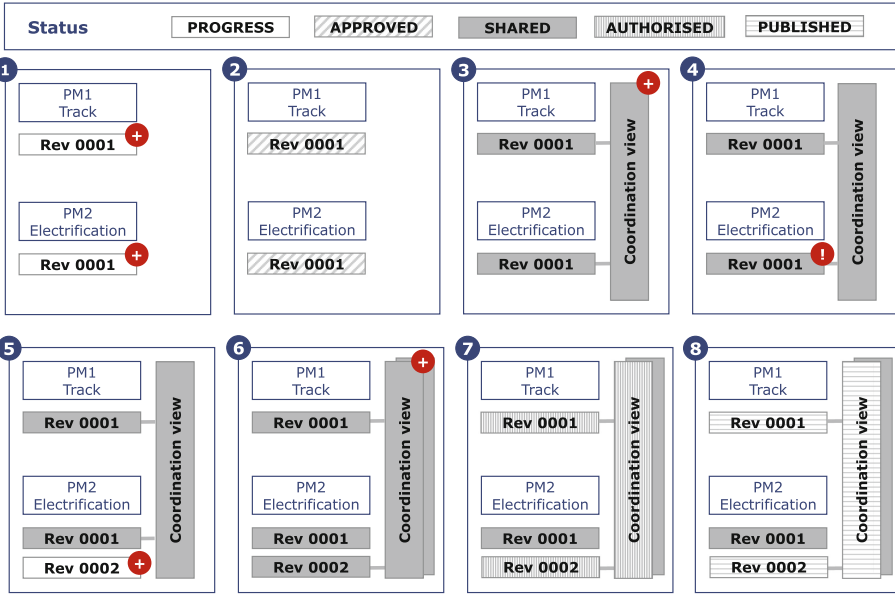 Status
PROGRESS
APPROVED
SHARED
AUTHORISED
PUBLISHED
1
PM1
Track
Rev 0001
+
PM2
Electrification
Rev 0001
+
2
PM1
Track
Rev 0001
PM2
Electrification
Rev 0001
3
PM1
Track
Rev 0001
PM2
Electrification
Rev 0001
Coordination view
+
4
PM1
Track
Rev 0001
PM2
Electrification
Rev 0001
!
Coordination view
5
PM1
Track
Rev 0001
PM2
Electrification
Rev 0001
Rev 0002
+
Coordination view
6
PM1
Track
Rev 0001
PM2
Electrification
Rev 0001
Rev 0002
Coordination view
+
7
PM1
Track
Rev 0001
PM2
Electrification
Rev 0001
Rev 0002
Coordination view
8
PM1
Track
Rev 0001
PM2
Electrification
Rev 0001
Rev 0002
Coordination view